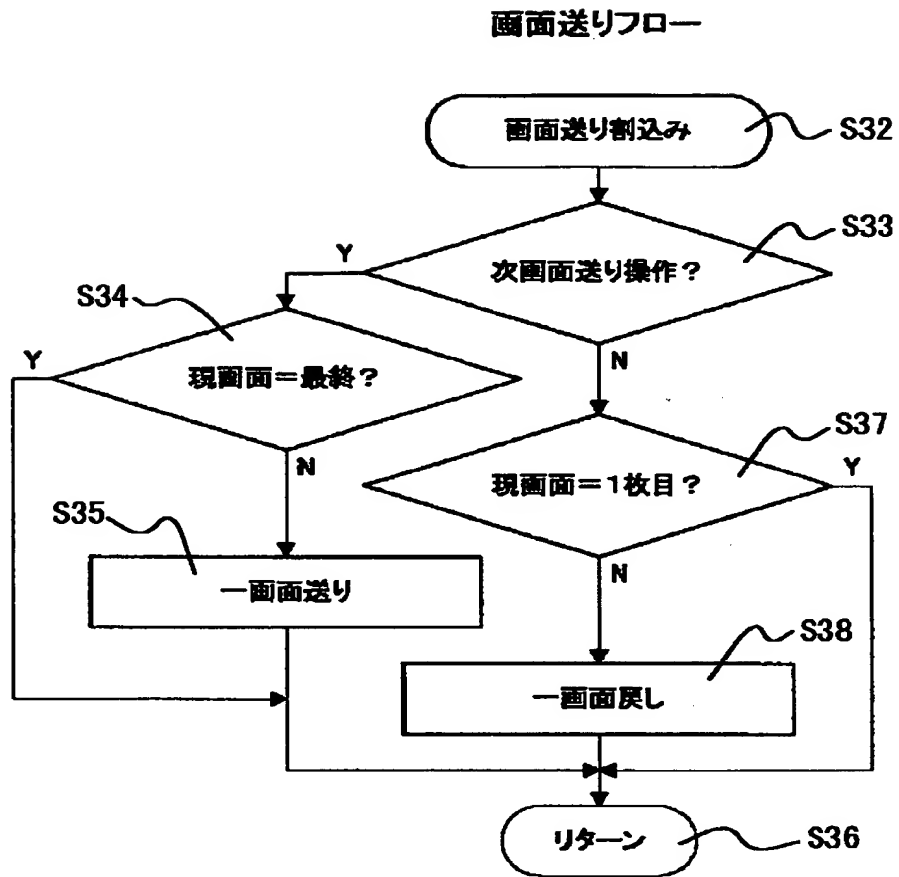 画面送りフロー
画面送り割込み
S32
S33
Y
次画面送り操作？
S34
Y
現画面＝最終？
N
S37
N
現画面＝１枚目？
Y
S35
一画面送り
N
S38
一画面戻し
リターン
S36